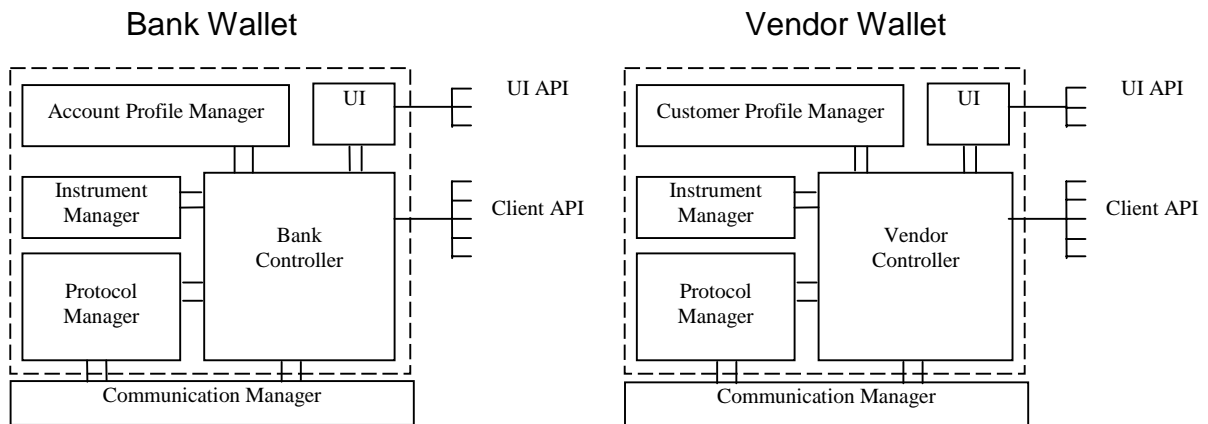 Bank Wallet
Account Profile Manager
UI
UI API
Instrument
Manager
Bank
Controller
Client API
Protocol
Manager
Communication Manager
Vendor Wallet
Customer Profile Manager
UI
UI API
Instrument
Manager
Vendor
Controller
Client API
Protocol
Manager
Communication Manager